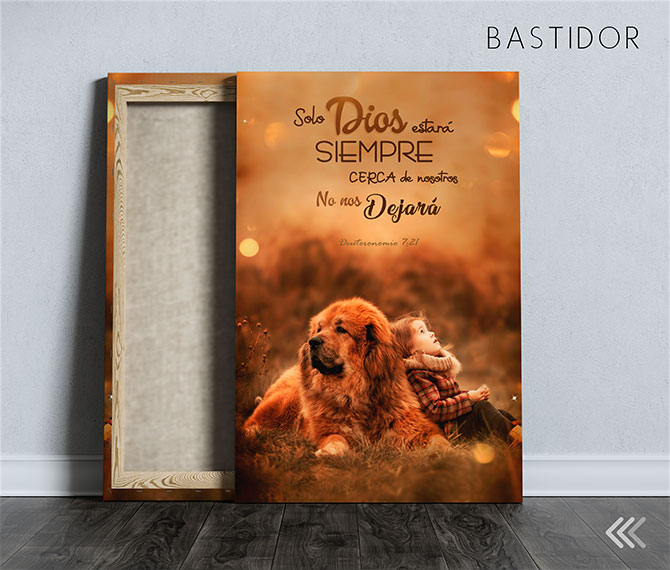 BASTIDOR
Solo Dios estará
SIEMPRE
CERCA de nosotros
No nos Dejará
Deuteronomio 7:21